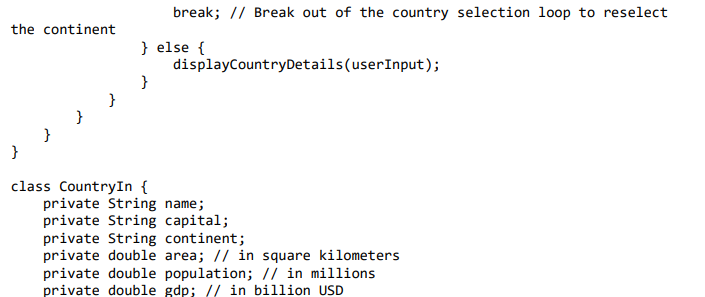 break; // Break out of the country selection loop to reselect
the continent
} else {
displayCountryDetails(userInput);
}
}
}
}
}
class CountryIn {
private String name;
private String capital;
private String continent;
private double area; // in square kilometers
private double population; // in millions
private double gdp; // in billion USD